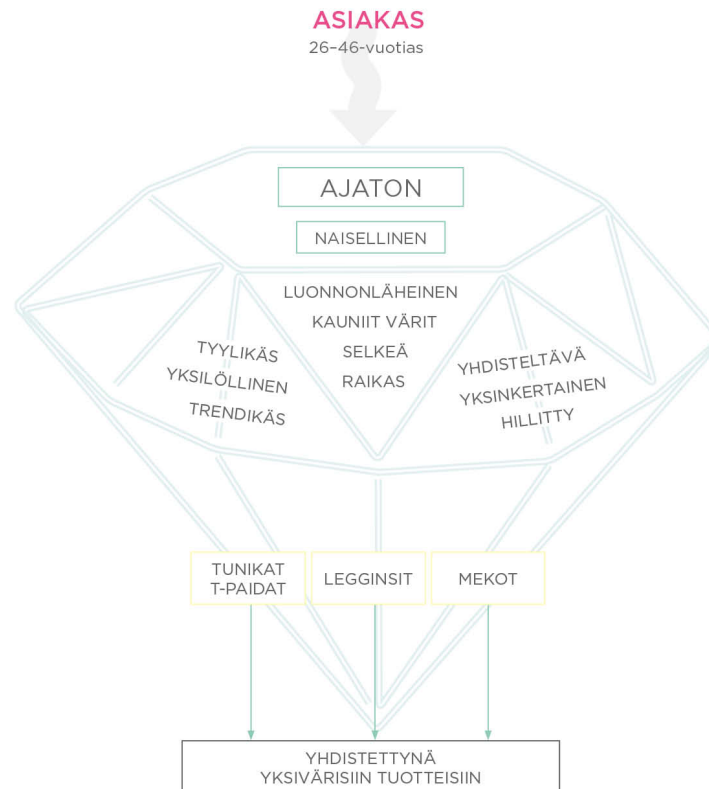 ASIAKAS
26–46-vuotias
AJATON
NAISELLINEN
LUONNONLÄHEINEN
KAUNIIT VÄRIT
SELKEÄ
RAIKAS
TYYLIKÄS
YKSILÖLLINEN
TRENDIKÄS
YHDISTELTÄVÄ
YKSINKERTAINEN
HILLITTY
TUNIKAT
T-PAIDAT
LEGGINSIT
MEKOT
YHDISTETTYNÄ
YKSIVÄRISIIN TUOTTEISIIN